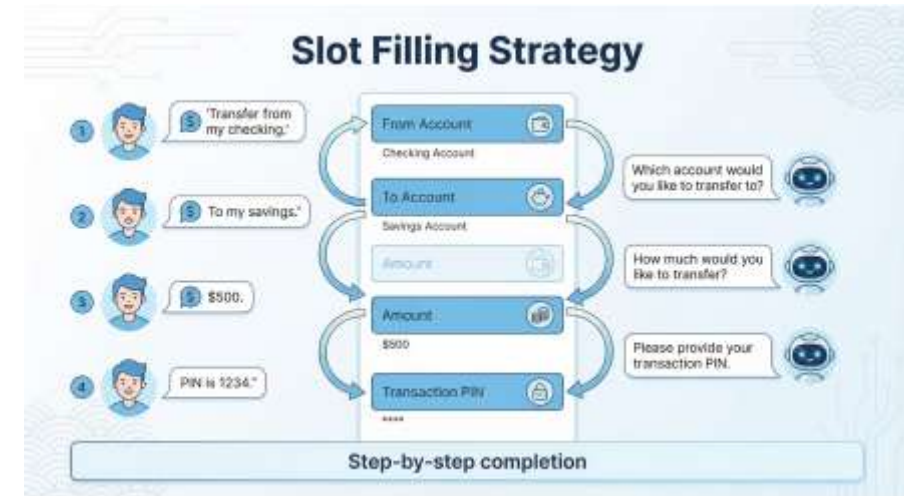 Slot Filling Strategy
1
'Transfer from
my checking.'
From Account
Checking Account
Which account would
you like to transfer to?
2
To my savings."
To Account
Savings Account
Amount
How much would you
like to transfer?
3
$500.
Amount
$500
Please provide your
transaction PIN.
4
PIN is 1234."
Transaction PIN
****
Step-by-step completion